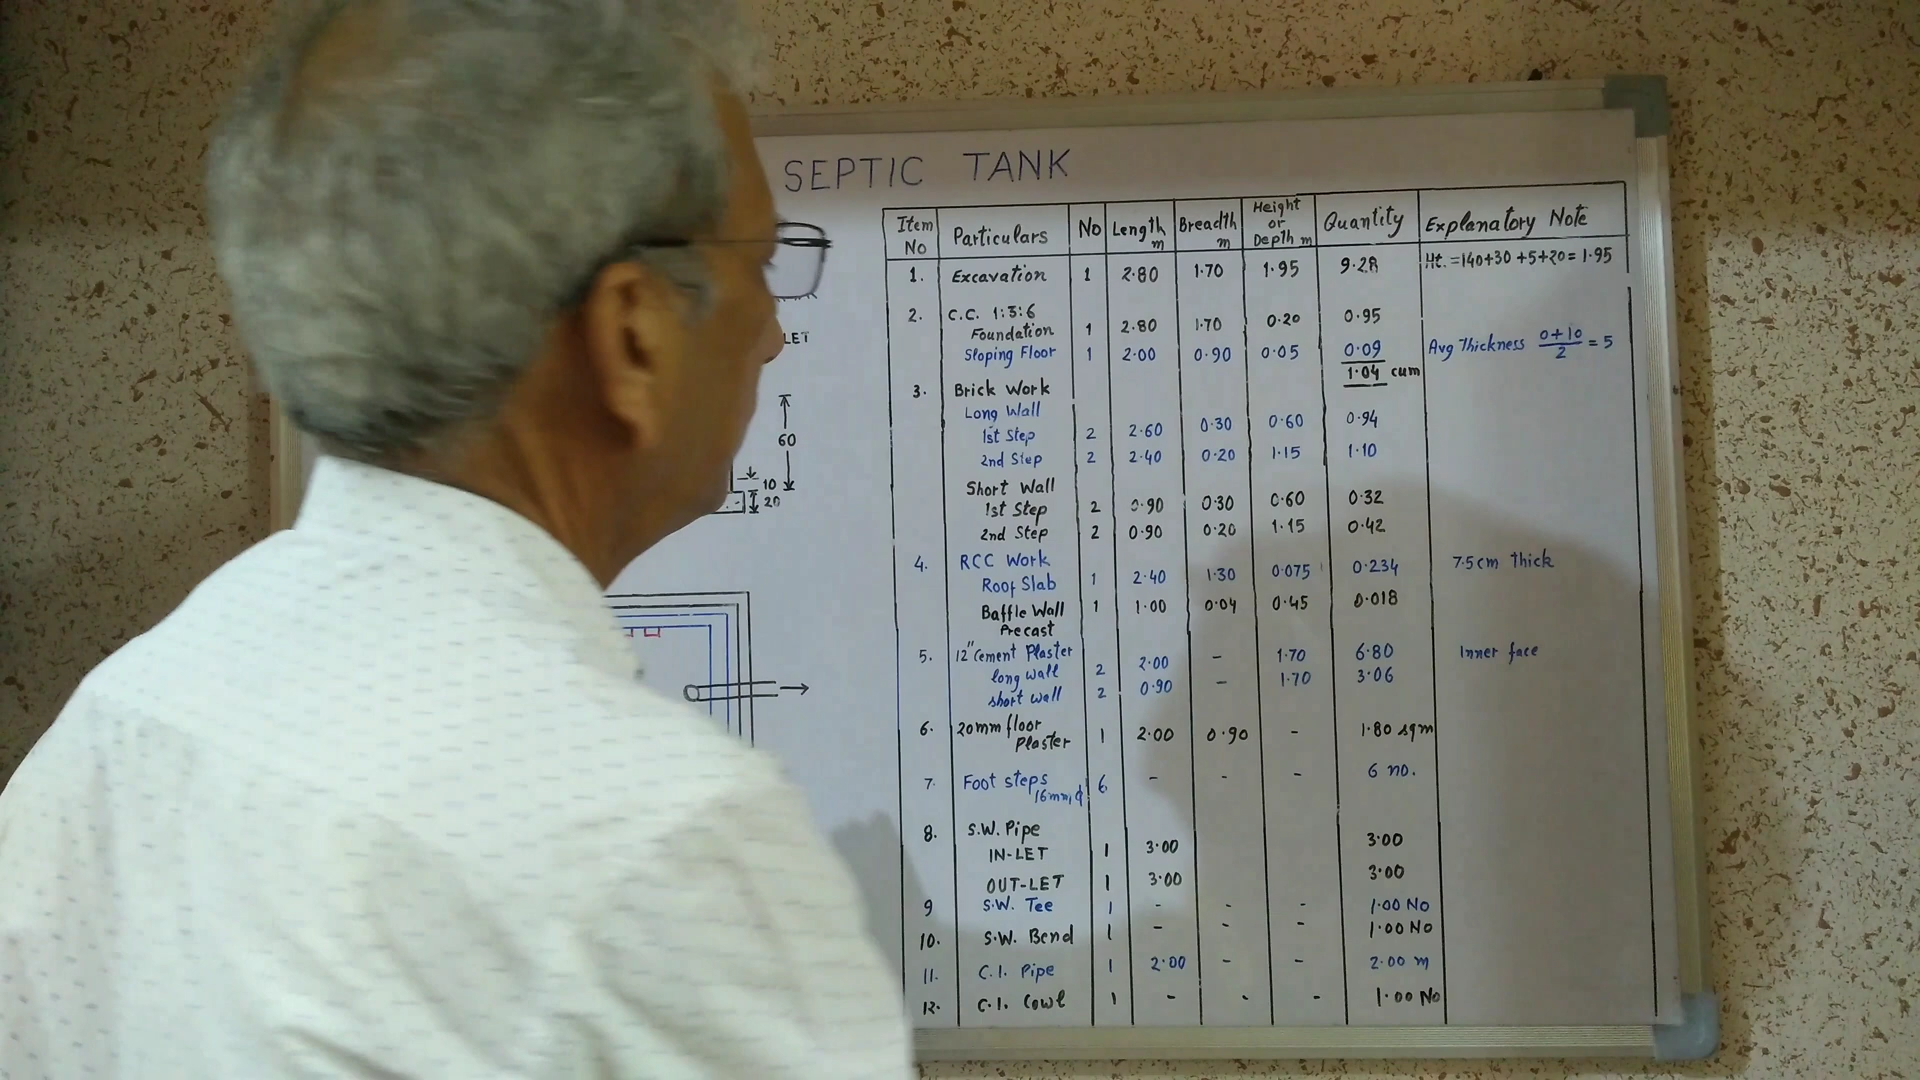 SEPTIC TANK
LET
60
10
20
Item No Particulars No Length m Breadth m Height or Depth m Quantity Explanatory Note
1. Excavation 1 2.80 1.70 1.95 9.28 Ht. =140+30+5+20= 1.95
2. C.C. 1:3:6
Foundation 1 2.80 1.70 0.20 0.95
Sloping Floor 1 2.00 0.90 0.05 0.09 Avg Thickness 0+10/2 = 5
1.04 cum
3. Brick Work
Long Wall
1st Step 2 2.60 0.30 0.60 0.94
2nd Step 2 2.40 0.20 1.15 1.10
Short Wall
1st Step 2 0.90 0.30 0.60 0.32
2nd Step 2 0.90 0.20 1.15 0.42
4. RCC Work
Roof Slab 1 2.40 1.30 0.075 0.234 7.5cm thick
Baffle Wall 1 1.00 0.04 0.45 0.018
Precast
5. 12" Cement Plaster
long wall 2 2.00 - 1.70 6.80 Inner face
short wall 2 0.90 - 1.70 3.06
6. 20mm floor
Plaster 1 2.00 0.90 - 1.80 sqm
7. Foot steps 6 - - - 6 no.
16mm ϕ
8. S.W. Pipe
IN-LET 1 3.00 3.00
OUT-LET 1 3.00 3.00
9 S.W. Tee 1 - - - 1.00 No
10. S.W. Bend 1 - - - 1.00 No
11. C.I. Pipe 1 2.00 - - 2.00 m
12. C.I. Cowl 1 - - - 1.00 No